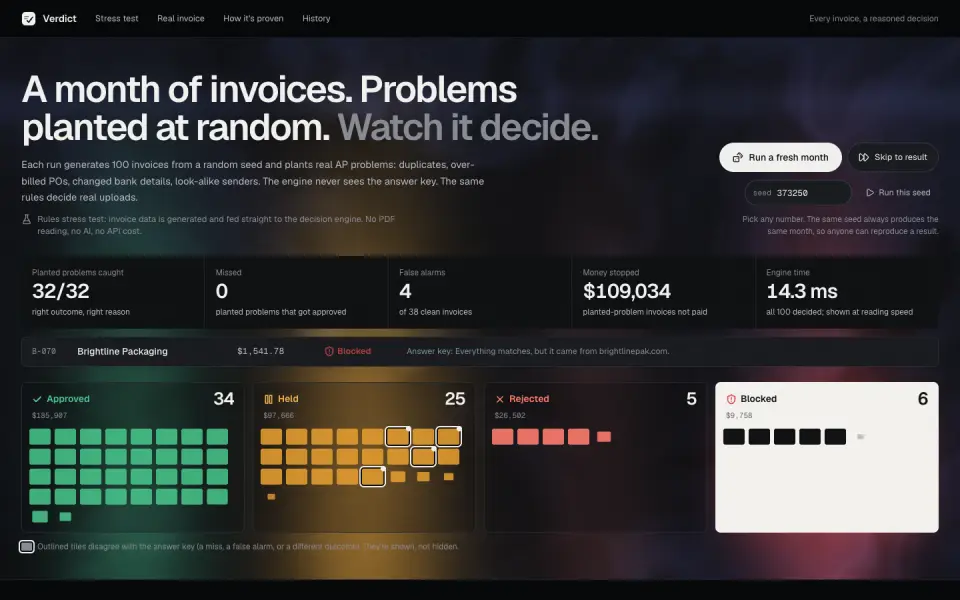 Verdict
Stress test
Real invoice
How it's proven
History
Every invoice, a reasoned decision
A month of invoices. Problems
planted at random. Watch it decide.
Each run generates 100 invoices from a random seed and plants real AP problems: duplicates, over-
billed POs, changed bank details, look-alike senders. The engine never sees the answer key. The same
rules decide real uploads.
Rules stress test: invoice data is generated and fed straight to the decision engine. No PDF
reading, no AI, no API cost.
Run a fresh month
Skip to result
seed 373250
Run this seed
Pick any number. The same seed always produces the
same month, so anyone can reproduce a result.
Planted problems caught
32/32
right outcome, right reason
Missed
0
planted problems that got approved
False alarms
4
of 38 clean invoices
Money stopped
$109,034
planted-problem invoices not paid
Engine time
14.3 ms
all 100 decided; shown at reading speed
B-070
Brightline Packaging
$1,541.78
Blocked
Answer key: Everything matches, but it came from brightlinepak.com.
Approved
34
$185,907
Held
25
$97,666
Rejected
5
$26,502
Blocked
6
$9,758
Outlined tiles disagree with the answer key (a miss, a false alarm, or a different outcome). They're shown, not hidden.